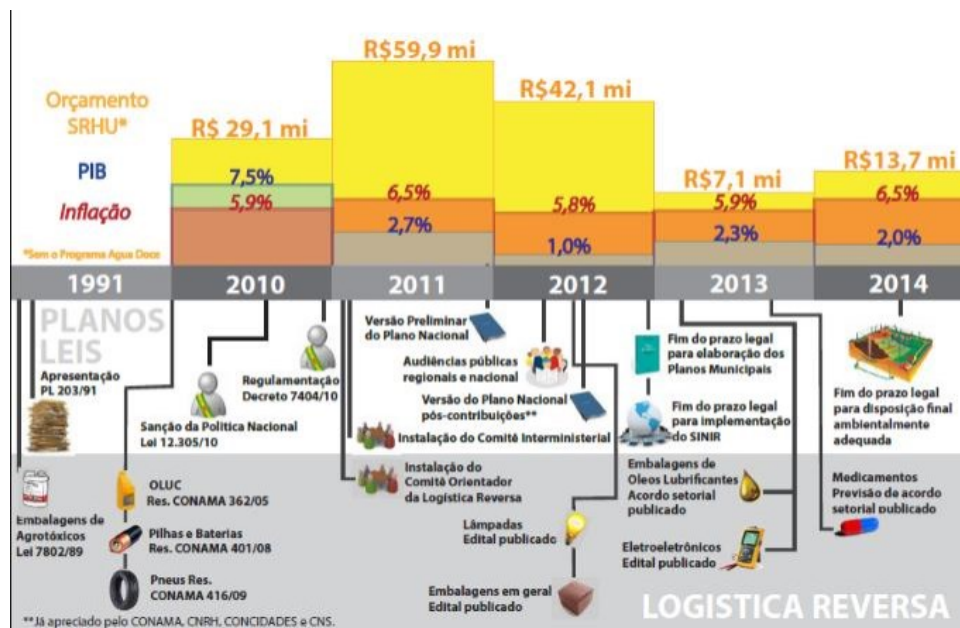 R$59,9 mi
Orçamento
SRHU*
R$42,1 mi
R$ 29,1 mi
R$13,7 mi
PIB
7,5%
R$7,1 mi
Inflação
5,9%
6,5%
5,8%
5,9%
6,5%
2,7%
1,0%
2,3%
2,0%
*Sem o Programa Agua Doce
1991
2010
2011
2012
2013
2014
PLANOS
LEIS
Apresentação
PL 203/91
Sanção da Politica Nacional
Lei 12.305/10
Regulamentação
Decreto 7404/10
Versão Preliminar
do Plano Nacional
Audiências públicas
regionais e nacional
Versão do Plano Nacional
pós-contribuições**
Instalação do Comitê Interministerial
Fim do prazo legal
para elaboração dos
Planos Municipais
Fim do prazo legal
para implementação
do SINIR
Fim do prazo legal
para disposição final
ambientalmente
adequada
Embalagens de
Agrotóxicos
Lei 7802/89
OLUC
Res. CONAMA 362/05
Pilhas e Baterias
Res. CONAMA 401/08
Pneus Res.
CONAMA 416/09
Instalação do
Comitê Orientador
da Logística Reversa
Lâmpadas
Edital publicado
Embalagens em geral
Edital publicado
Embalagens de
Oleos Lubrificantes
Acordo setorial
publicado
Eletroeletrônicos
Edital publicado
Medicamentos
Previsão de acordo
setorial publicado
LOGISTICA REVERSA
**Já apreciado pelo CONAMA, CNRH, CONCIDADES e CNS.